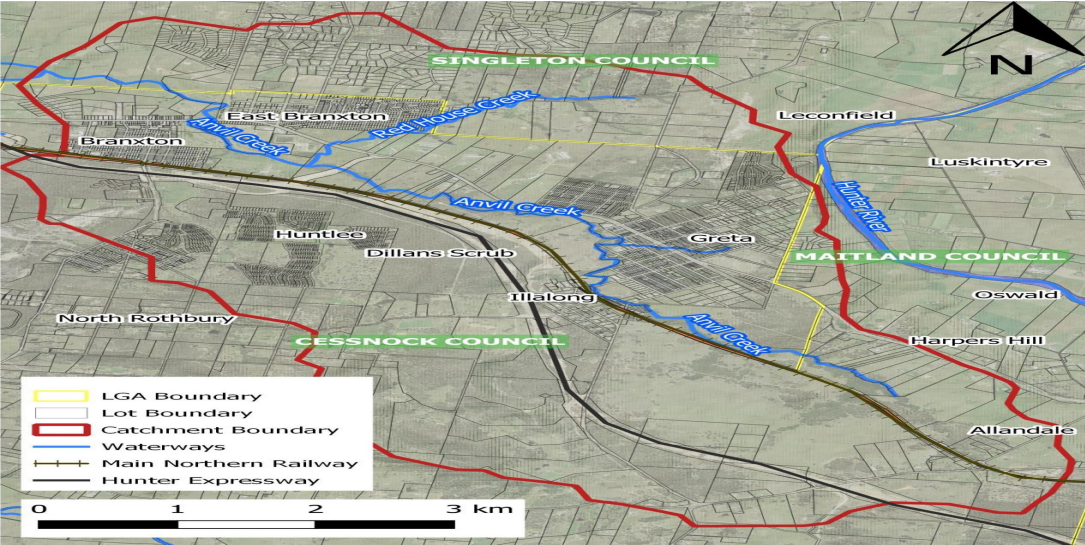 SINGLETON COUNCIL
N
East Branxton
Red House Creek
Anvil Creek
Leconfield
Branxton
Luskintyre
Hunter River
Anvil Creek
Huntlee
Dillans Scrub
Greta
MAITLAND COUNCIL
Illalong
Oswald
North Rothbury
Anvil Creek
CESSNOCK COUNCIL
Harpers Hill
Allandale
LGA Boundary
Lot Boundary
Catchment Boundary
Waterways
Main Northern Railway
Hunter Expressway
0 1 2 3 km